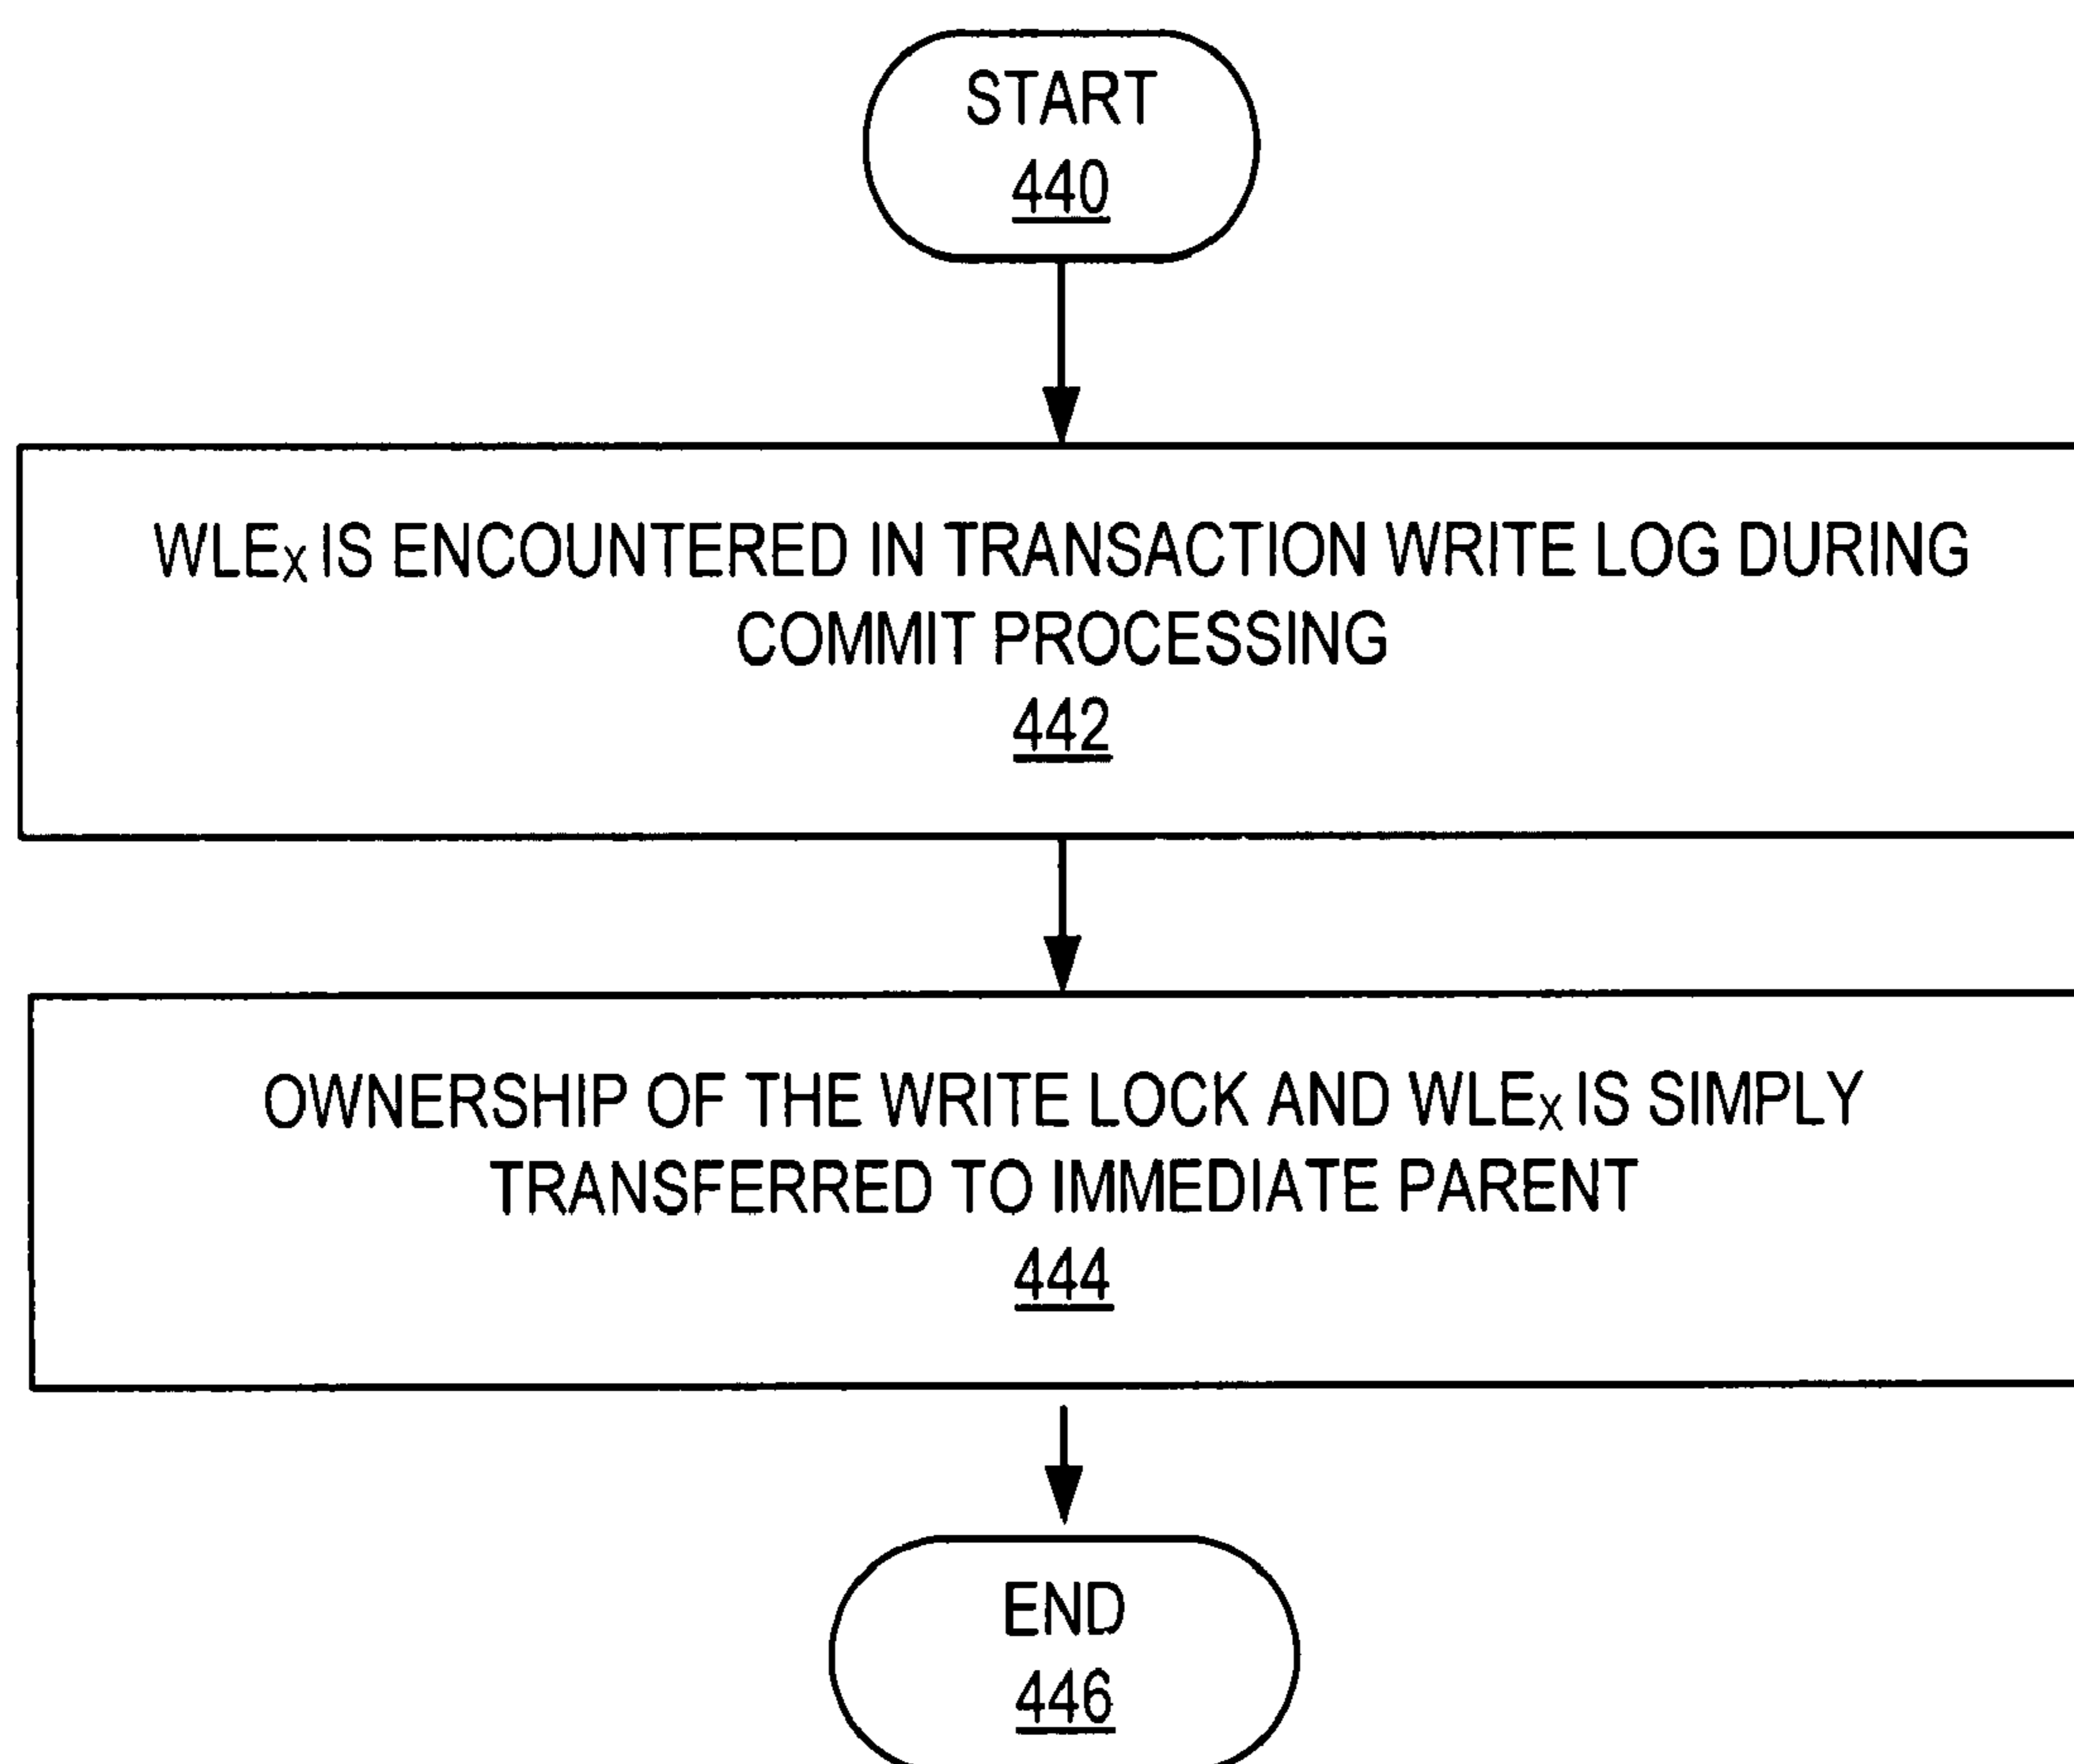 START
440
WLEX IS ENCOUNTERED IN TRANSACTION WRITE LOG DURING
COMMIT PROCESSING
442
OWNERSHIP OF THE WRITE LOCK AND WLEX IS SIMPLY
TRANSFERRED TO IMMEDIATE PARENT
444
END
446